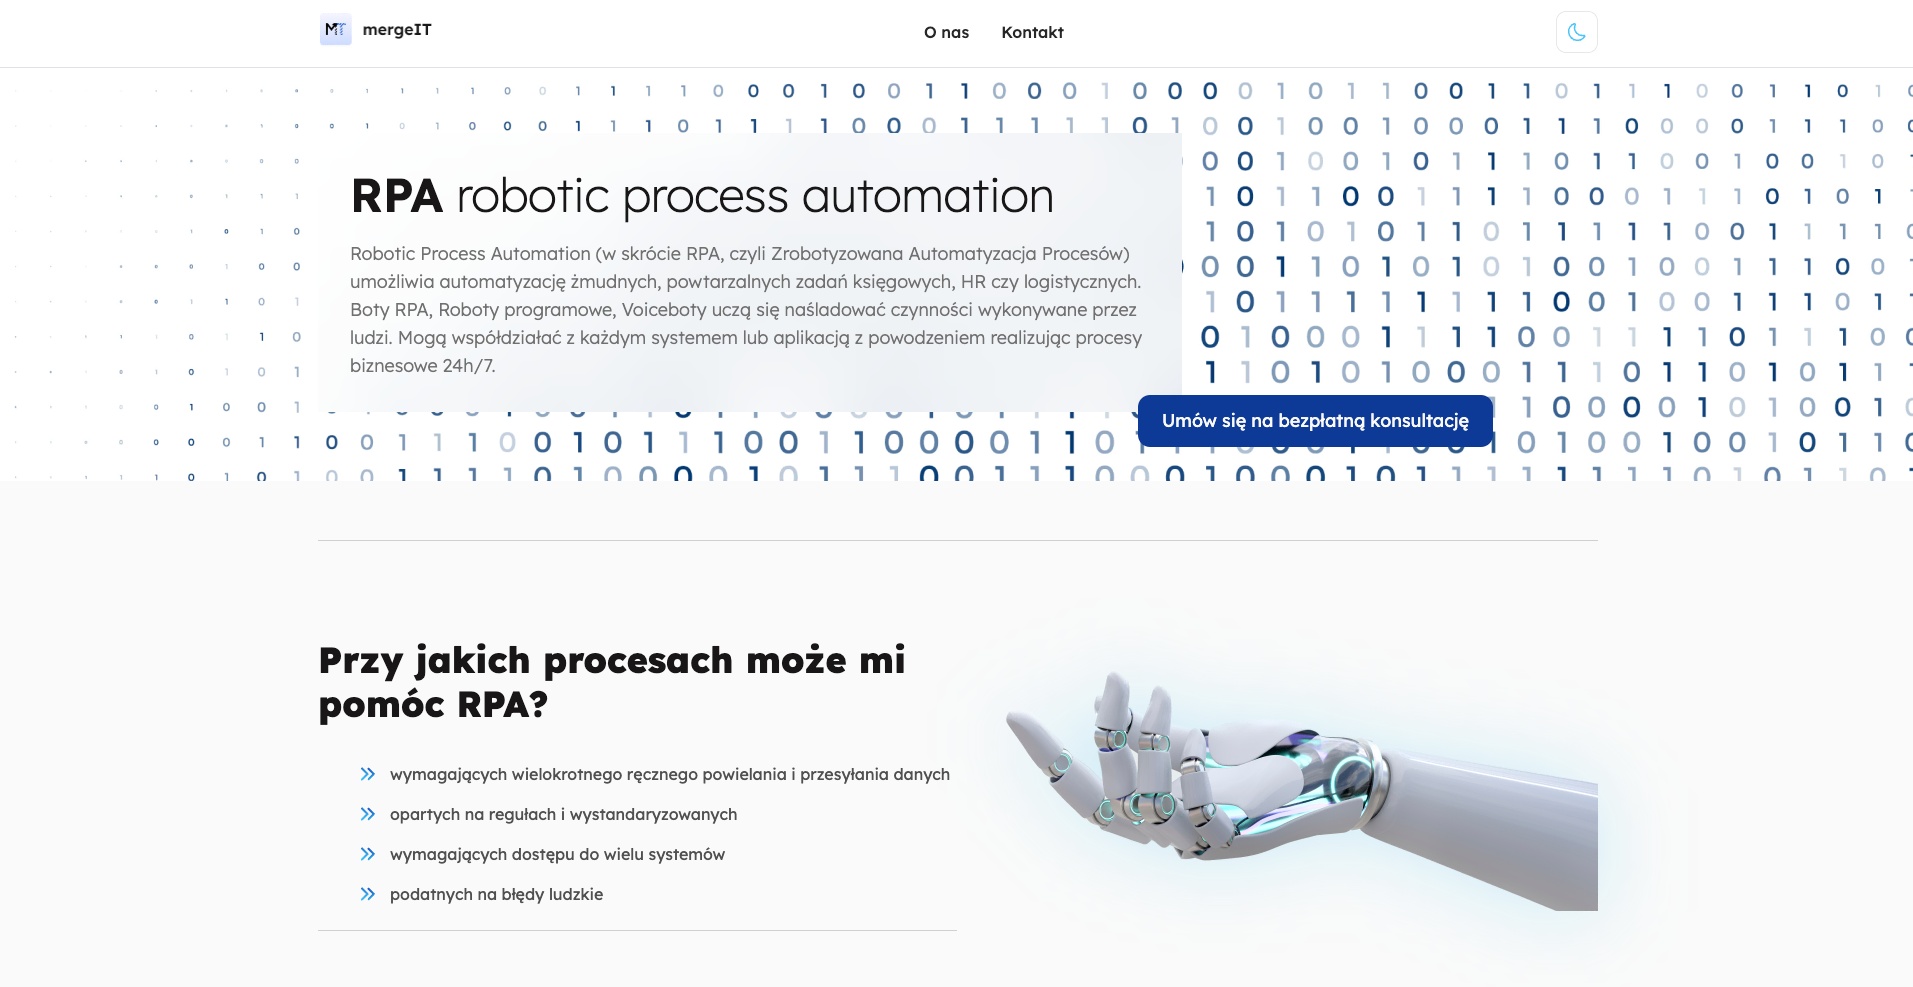 MT mergeIT
O nas
Kontakt
RPA robotic process automation
Robotic Process Automation (w skrócie RPA, czyli Zrobotyzowana Automatyzacja Procesów)
umożliwia automatyzację żmudnych, powtarzalnych zadań księgowych, HR czy logistycznych.
Boty RPA, Roboty programowe, Voiceboty uczą się naśladować czynności wykonywane przez
ludzi. Mogą współdziałać z każdym systemem lub aplikacją z powodzeniem realizując procesy
biznesowe 24h/7.
Umów się na bezpłatną konsultację
Przy jakich procesach może mi
pomóc RPA?
wymagających wielokrotnego ręcznego powielania i przesyłania danych
opartych na regułach i wystandaryzowanych
wymagających dostępu do wielu systemów
podatnych na błędy ludzkie